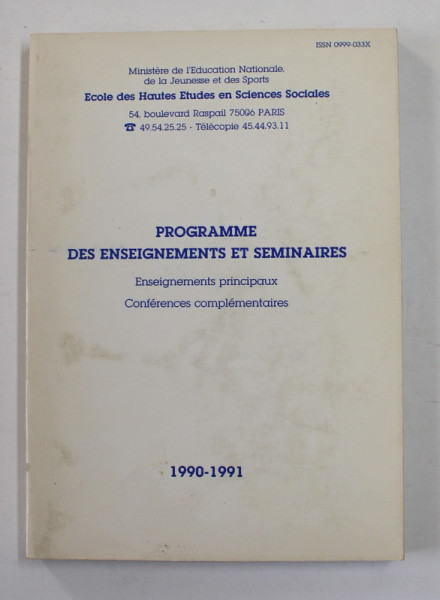 ISSN 0999-033X
Ministère de l'Education Nationale,
de la Jeunesse et des Sports
Ecole des Hautes Etudes en Sciences Sociales
54, boulevard Raspail 75006 PARIS
☎ 49.54.25.25 - Télécopie 45.44.93.11
PROGRAMME
DES ENSEIGNEMENTS ET SEMINAIRES
Enseignements principaux
Conférences complémentaires
1990-1991